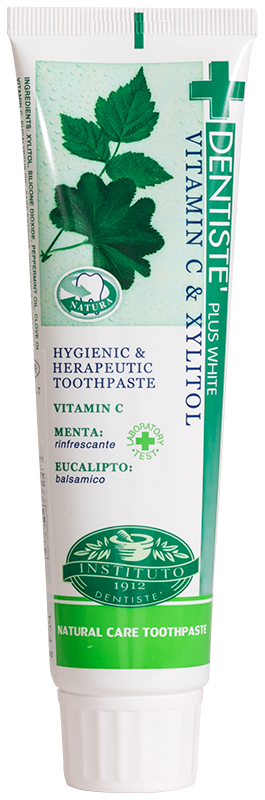 DENTISTE' PLUS WHITE
VITAMIN C & XYLITOL
INGREDIENTS: XYLITOL, SILICONE DIOXIDE, PEPPERMINT OIL, CLOVE OI
NATURA
HYGIENIC &
HERAPEUTIC
TOOTHPASTE
VITAMIN C
MENTA:
rinfrescante
LABORATORY TEST
EUCALIPTO:
balsamico
INSTITUTO
1912
DENTISTE'
NATURAL CARE TOOTHPASTE